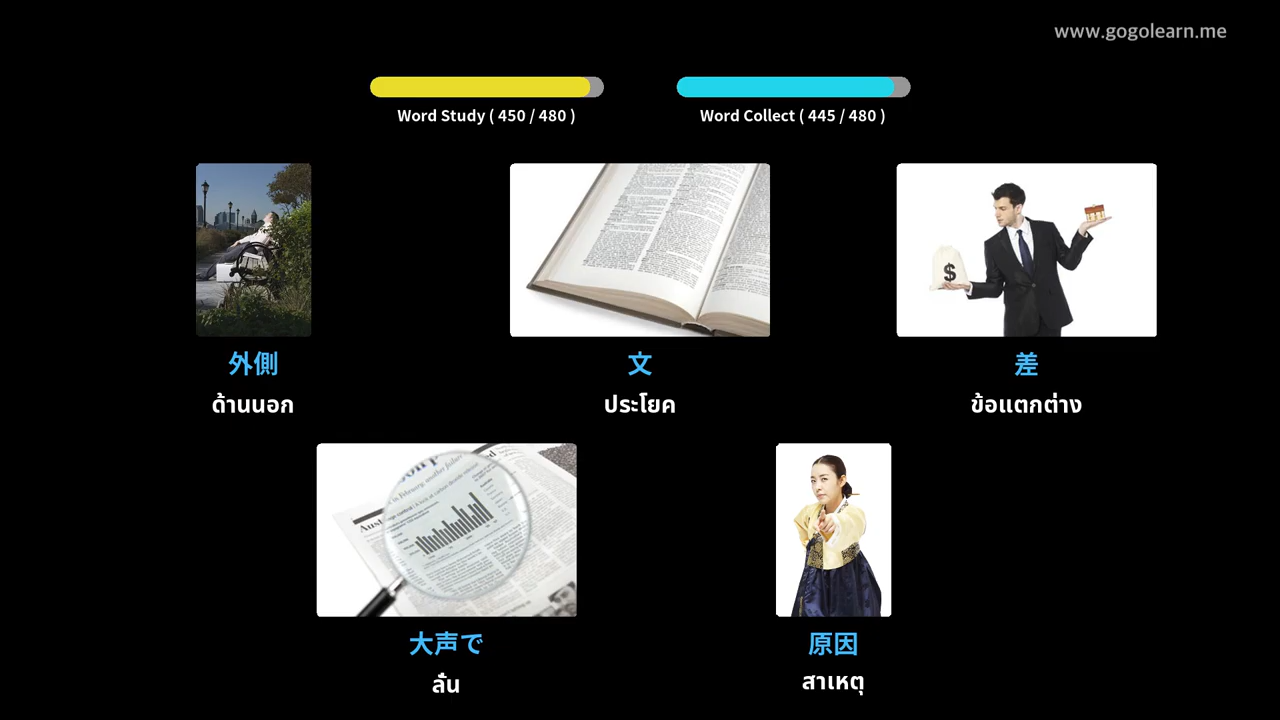 www.gogolearn.me
Word Study ( 450 / 480 )
Word Collect ( 445 / 480 )
外側
ด้านนอก
文
ประโยค
差
ข้อแตกต่าง
$
大声で
ลั่น
原因
สาเหตุ